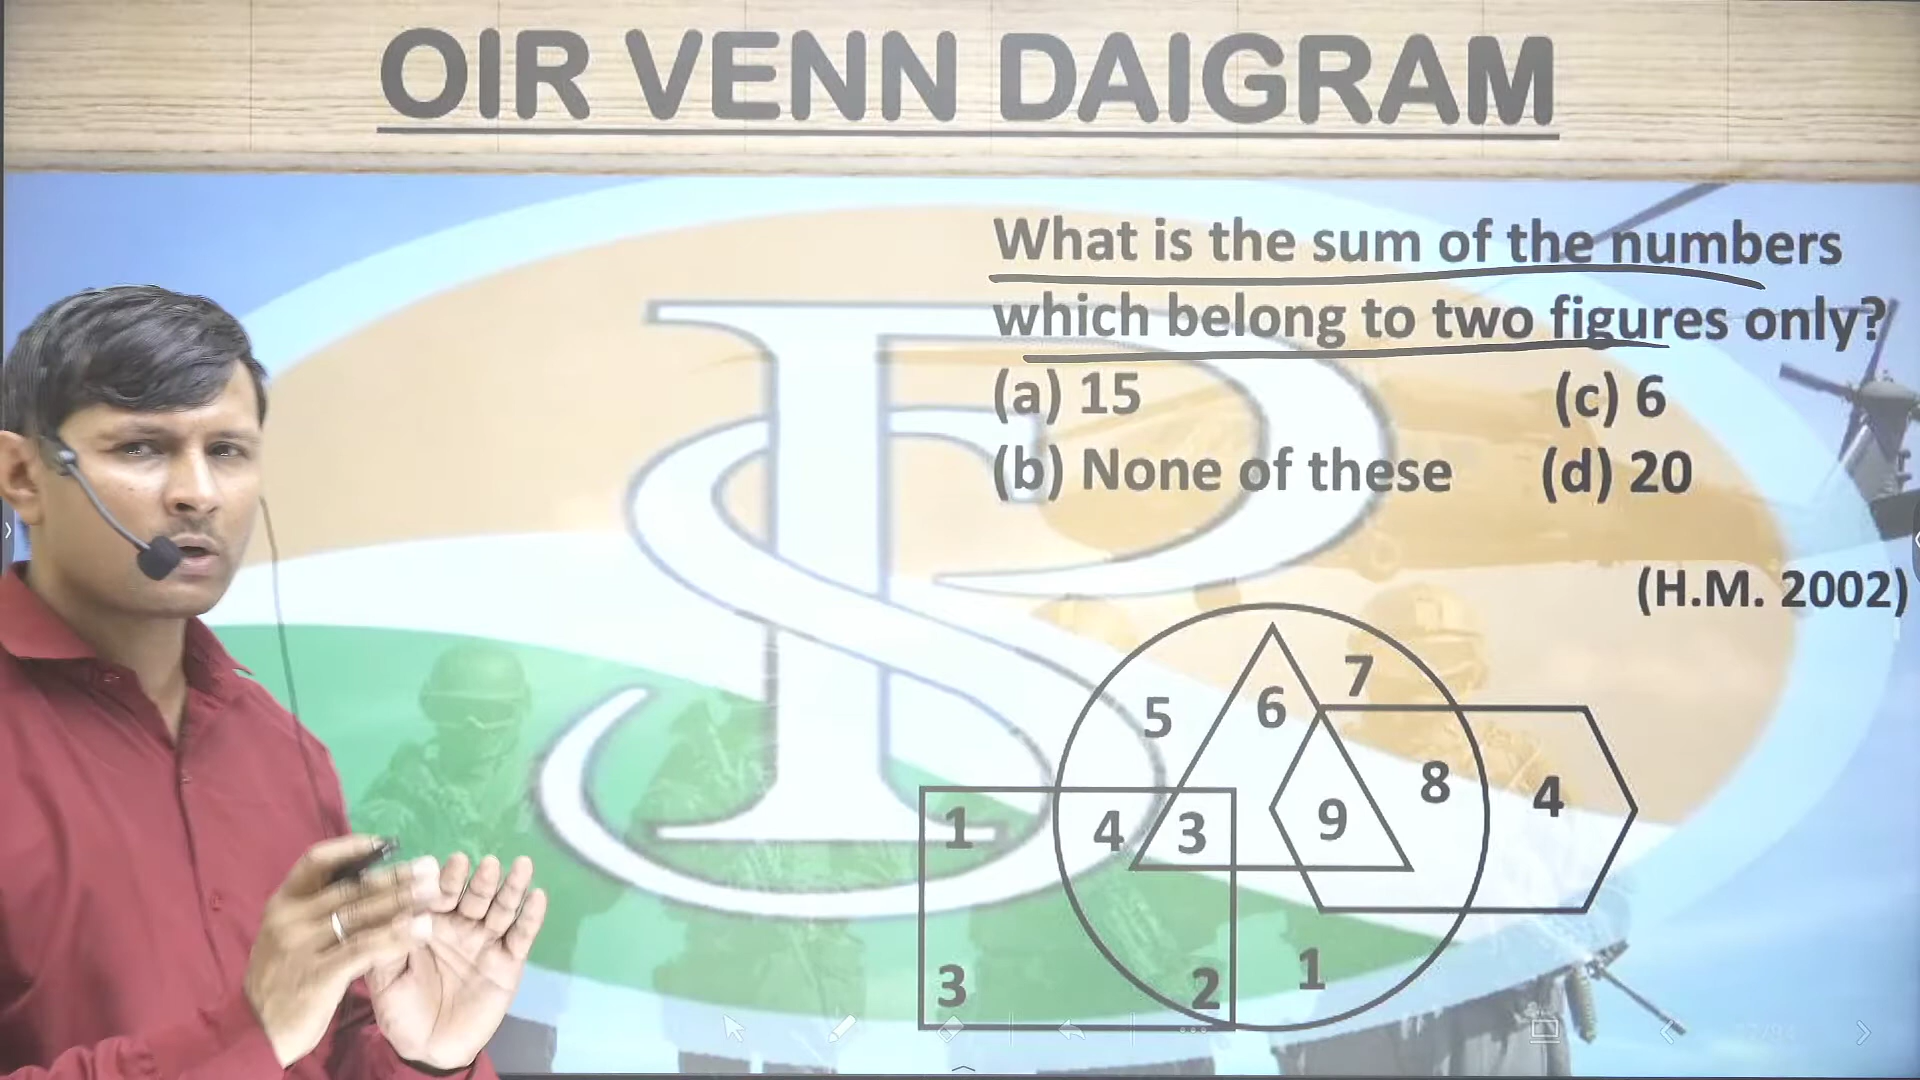 OIR VENN DAIGRAM
What is the sum of the numbers
which belong to two figures only?
(a) 15 (c) 6
(b) None of these (d) 20
(H.M. 2002)
7
5 6
8 4
1 4 3 9
3 2 1